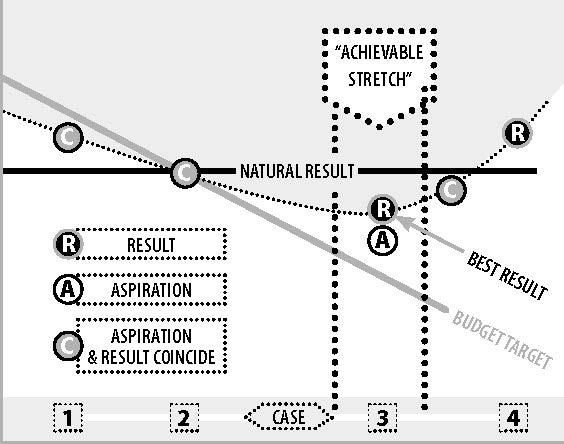 "ACHIEVABLE
STRETCH"
C
R
C
NATURAL RESULT
C
R
A
BEST RESULT
R RESULT
A ASPIRATION
C ASPIRATION
& RESULT COINCIDE
BUDGET TARGET
1 2 CASE 3 4